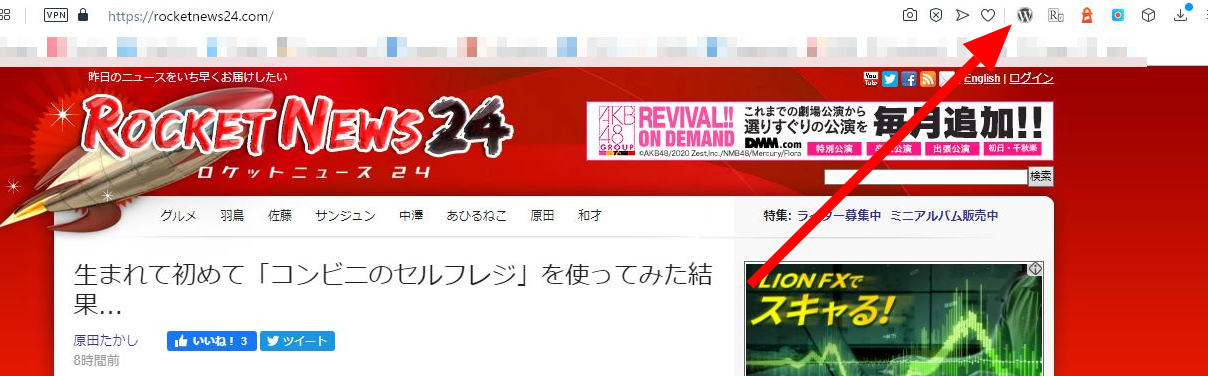 VPN https://rocketnews24.com/
昨日のニュースをいち早くお届けしたい
You Tube
English | ログイン
ROCKET NEWS 24
ロケットニュース 24
AKB 48 GROUP
REVIVAL!!
ON DEMAND
これまでの劇場公演から
選りすぐりの公演を
毎月追加!!
DMM.com
特別公演
出張公演
初日・千秋楽
©AKB48/2020 Zest,Inc./NMB48/Mercury/Flora
検索
グルメ 羽鳥 佐藤 サンジュン 中澤 あひるねこ 原田 和才
特集: ライター募集中 ミニアルバム販売中
生まれて初めて「コンビニのセルフレジ」を使ってみた結
果…
原田たかし
いいね! 3
ツイート
8時間前
LION FXで
スキャる!